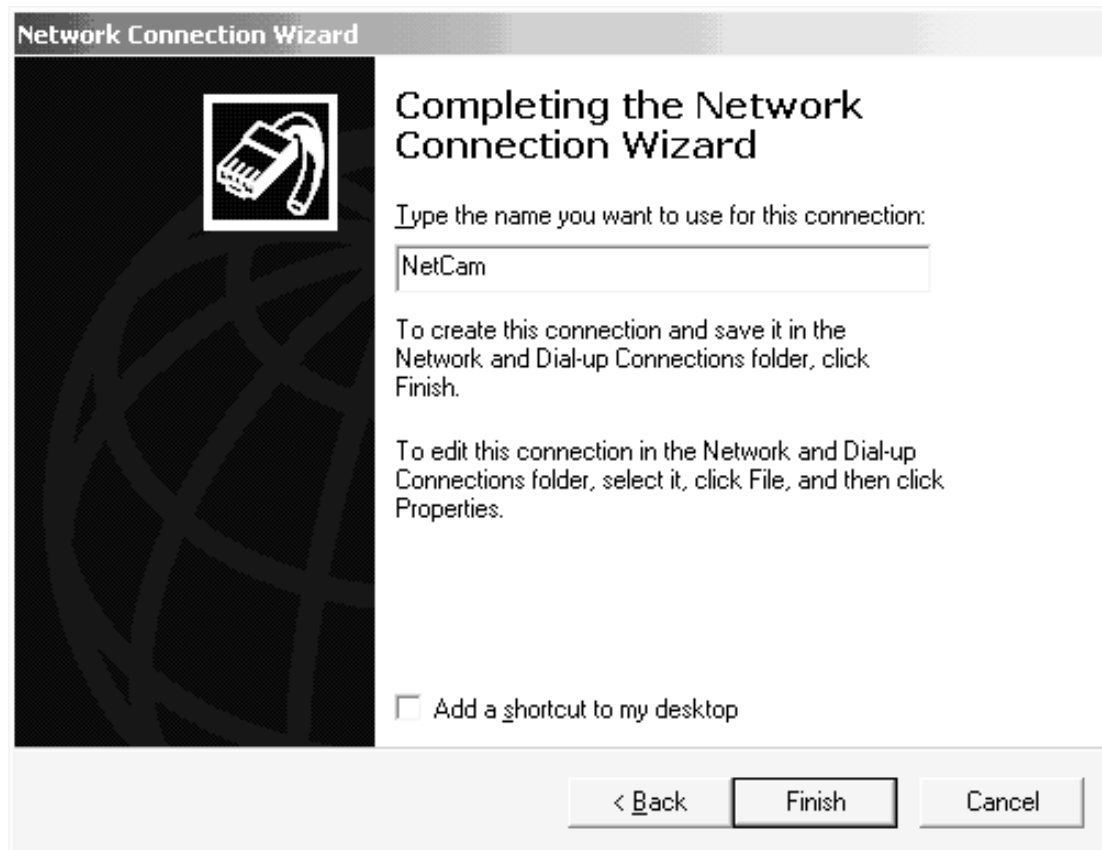 Network Connection Wizard
Completing the Network
Connection Wizard
Type the name you want to use for this connection:
NetCam
To create this connection and save it in the
Network and Dial-up Connections folder, click
Finish.
To edit this connection in the Network and Dial-up
Connections folder, select it, click File, and then click
Properties.
Add a shortcut to my desktop
< Back Finish Cancel